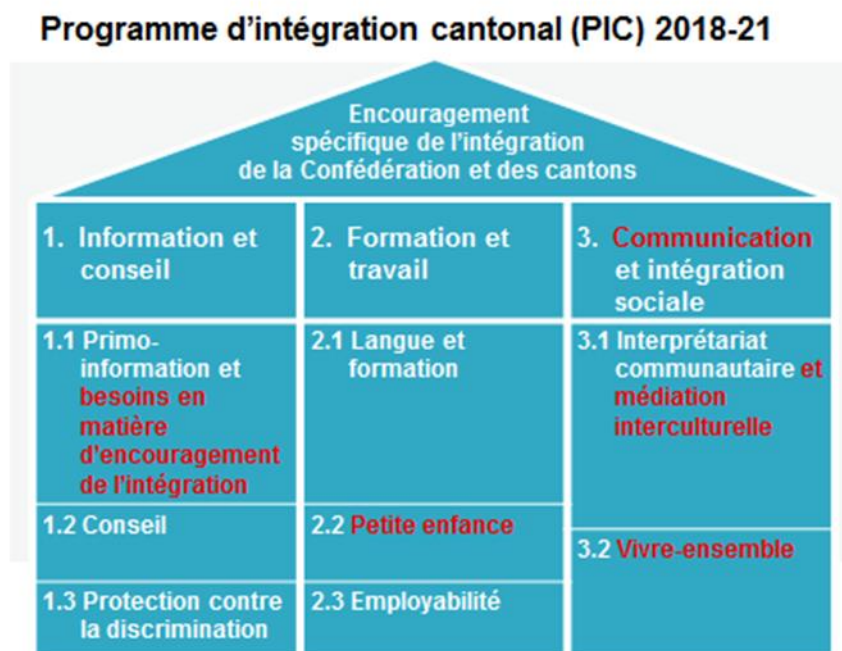 Programme d'intégration cantonal (PIC) 2018-21
Encouragement
spécifique de l'intégration
de la Confédération et des cantons
1. Information et
conseil
2. Formation et
travail
3. Communication
et intégration
sociale
1.1 Primo-
information et
besoins en
matière
d'encouragement
de l'intégration
1.2 Conseil
1.3 Protection contre
la discrimination
2.1 Langue et
formation
2.2 Petite enfance
2.3 Employabilité
3.1 Interprétariat
communautaire et
médiation
interculturelle
3.2 Vivre-ensemble